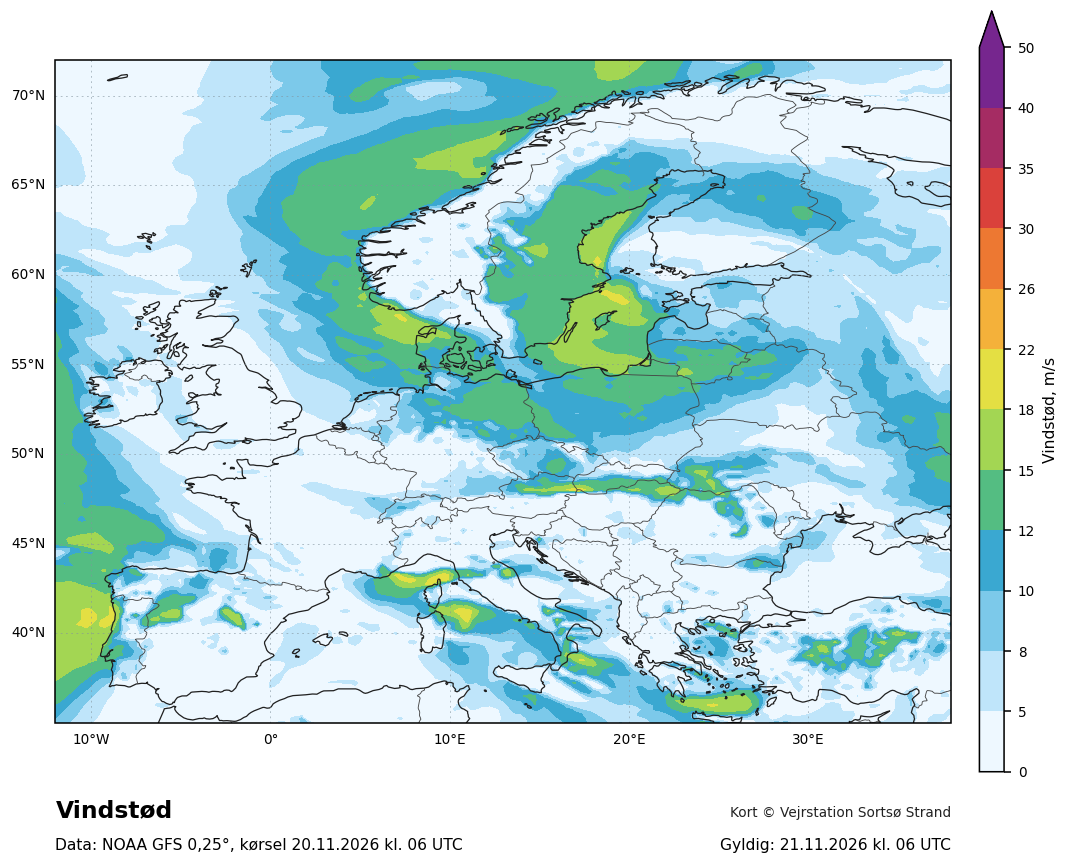 50
40
35
30
26
22
18
15
12
10
8
5
0
Vindstød, m/s
70°N
65°N
60°N
55°N
50°N
45°N
40°N
10°W
0°
10°E
20°E
30°E
Vindstød
Kort © Vejrstation Sortsø Strand
Data: NOAA GFS 0,25°, kørsel 20.11.2026 kl. 06 UTC
Gyldig: 21.11.2026 kl. 06 UTC